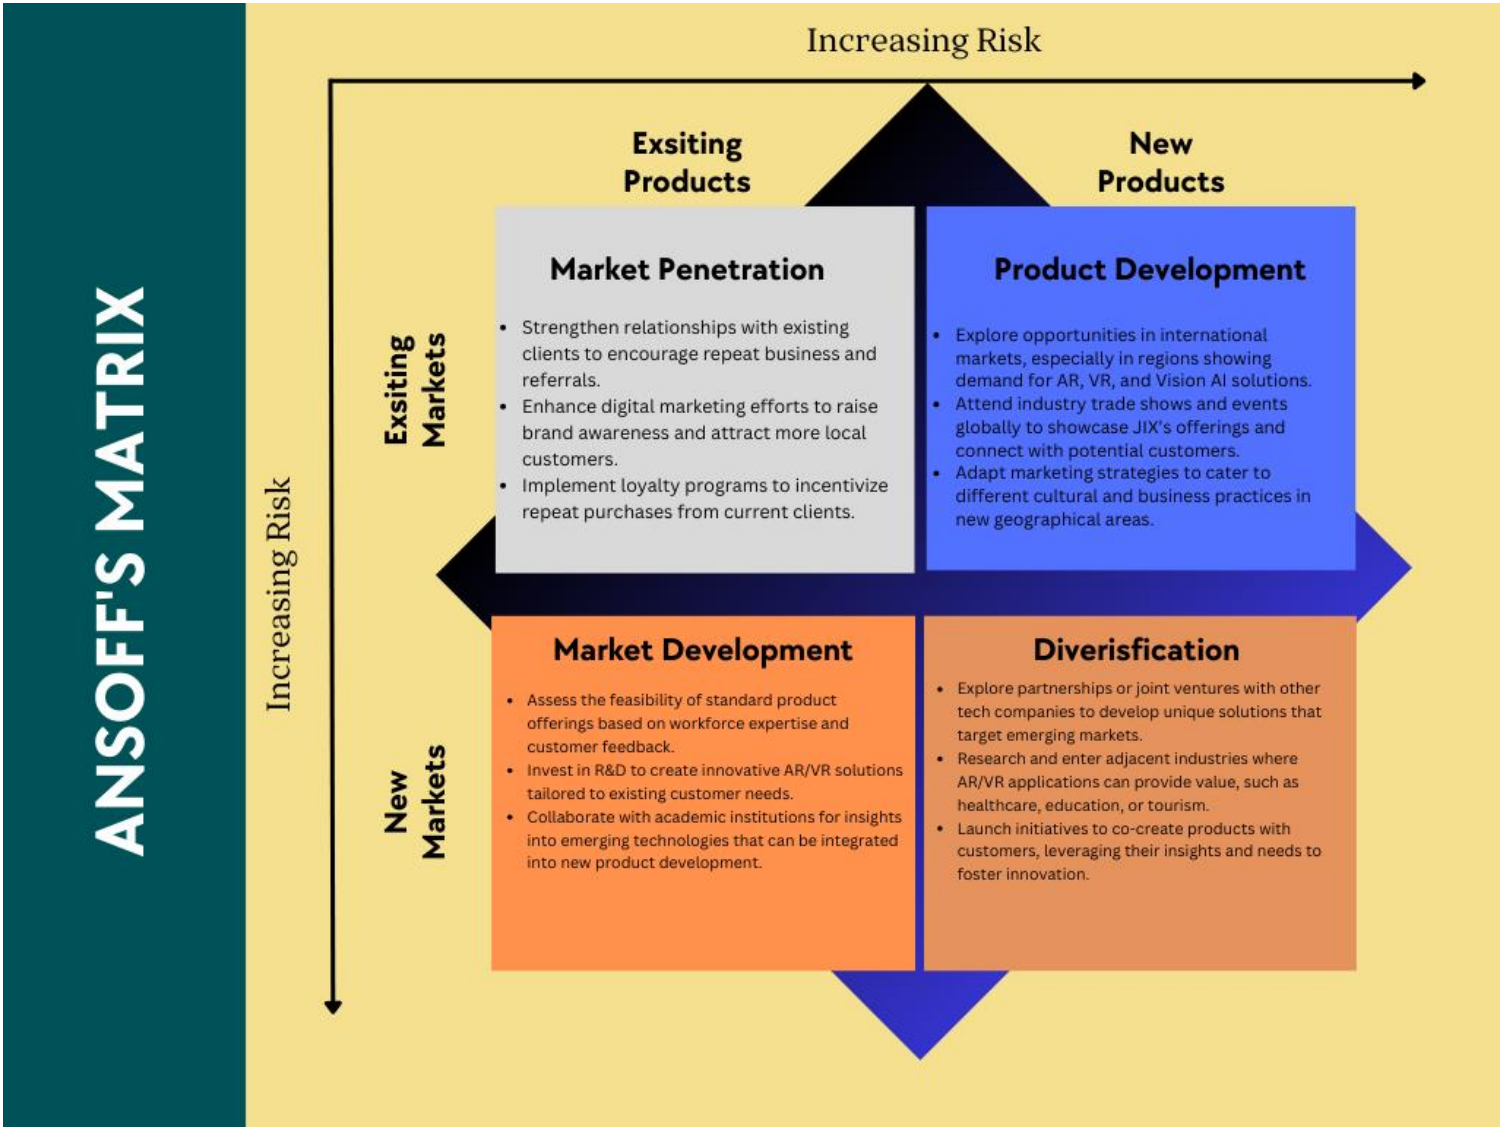 ANSOFF'S MATRIX
Increasing Risk
Increasing Risk
Exsiting
Products
New
Products
Exsiting
Markets
New
Markets
Market Penetration
• Strengthen relationships with existing
clients to encourage repeat business and
referrals.
• Enhance digital marketing efforts to raise
brand awareness and attract more local
customers.
• Implement loyalty programs to incentivize
repeat purchases from current clients.
Product Development
• Explore opportunities in international
markets, especially in regions showing
demand for AR, VR, and Vision AI solutions.
• Attend industry trade shows and events
globally to showcase JIX's offerings and
connect with potential customers.
• Adapt marketing strategies to cater to
different cultural and business practices in
new geographical areas.
Market Development
• Assess the feasibility of standard product
offerings based on workforce expertise and
customer feedback.
• Invest in R&D to create innovative AR/VR solutions
tailored to existing customer needs.
• Collaborate with academic institutions for insights
into emerging technologies that can be integrated
into new product development.
Diverisfication
• Explore partnerships or joint ventures with other
tech companies to develop unique solutions that
target emerging markets.
• Research and enter adjacent industries where
AR/VR applications can provide value, such as
healthcare, education, or tourism.
• Launch initiatives to co-create products with
customers, leveraging their insights and needs to
foster innovation.